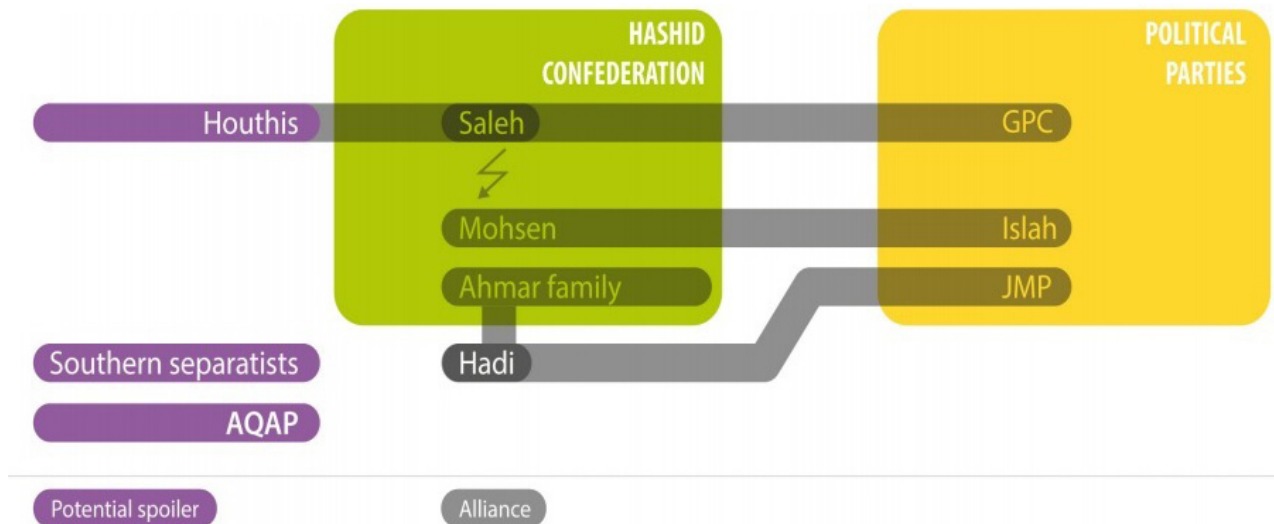 HASHID
CONFEDERATION
POLITICAL
PARTIES
Houthis
Saleh
GPC
Mohsen
Islah
Ahmar family
JMP
Southern separatists
Hadi
AQAP
Potential spoiler
Alliance